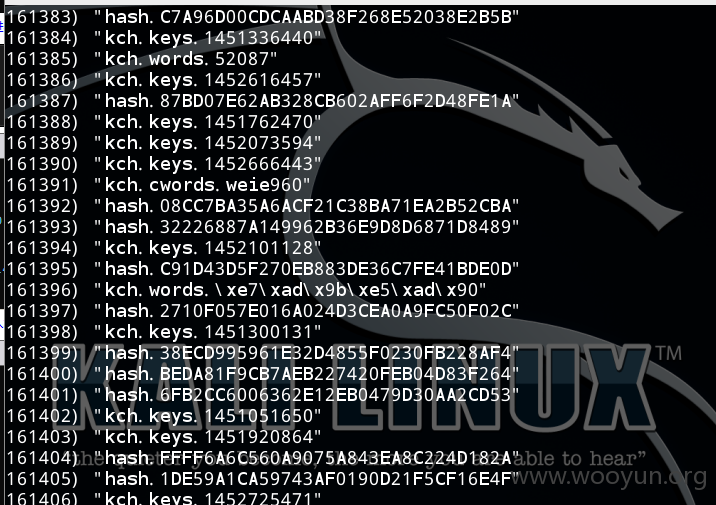 161383) "hash.C7A96D00CDCAABD38F268E52038E2B5B"
161384) "kch.keys.1451336440"
161385) "kch.words.52087"
161386) "kch.keys.1452616457"
161387) "hash.87BD07E62AB328CB602AFF6F2D48FE1A"
161388) "kch.keys.1451762470"
161389) "kch.keys.1452073594"
161390) "kch.keys.1452666443"
161391) "kch.cwords.weie960"
161392) "hash.08CC7BA35A6ACF21C38BA71EA2B52CBA"
161393) "hash.32226887A149962B36E9D8D6871D8489"
161394) "kch.keys.1452101128"
161395) "hash.C91D43D5F270EB883DE36C7FE41BDE0D"
161396) "kch.words.\xe7\xad\x9b\xe5\xad\x90"
161397) "hash.2710F057E016A024D3CEA0A9FC50F02C"
161398) "kch.keys.1451300131"
161399) "hash.38ECD995961E32D4855F0230FB228AF4"
161400) "hash.BEDA81F9CB7AEB227420FEB04D83F264"
161401) "hash.6FB2CC6006362E12EB0479D30AA2CD53"
161402) "kch.keys.1451051650"
161403) "kch.keys.1451920864"
161404) "hash.FFFF6A6C560A9075A843EA8C224D182A"
161405) "hash.1DE59A1CA59743AF0190D21F5CF16E4F"
161406) "kch.keys.1452725471"
KALI LINUX™
"the quieter you become, the more you are able to hear"
www.wooyun.org